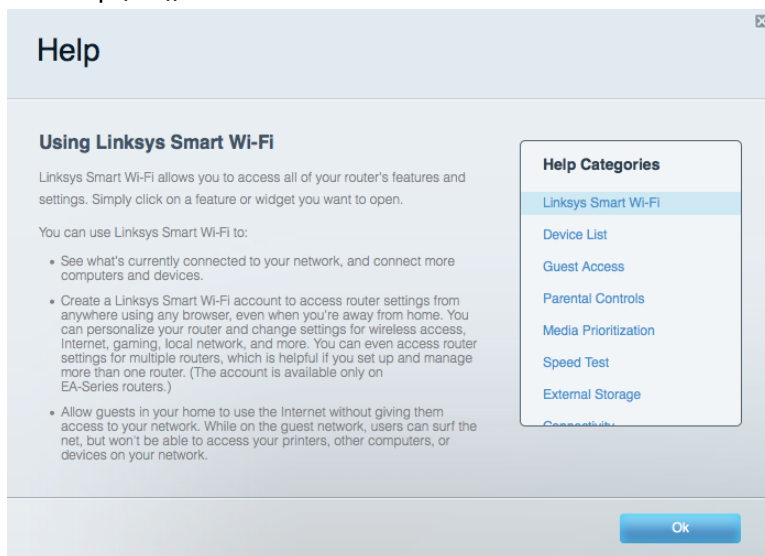 Help
Using Linksys Smart Wi-Fi
Linksys Smart Wi-Fi allows you to access all of your router's features and
settings. Simply click on a feature or widget you want to open.
You can use Linksys Smart Wi-Fi to:
• See what's currently connected to your network, and connect more
computers and devices.
• Create a Linksys Smart Wi-Fi account to access router settings from
anywhere using any browser, even when you're away from home. You
can personalize your router and change settings for wireless access,
Internet, gaming, local network, and more. You can even access router
settings for multiple routers, which is helpful if you set up and manage
more than one router. (The account is available only on
EA-Series routers.)
• Allow guests in your home to use the Internet without giving them
access to your network. While on the guest network, users can surf the
net, but won't be able to access your printers, other computers, or
devices on your network.
Help Categories
Linksys Smart Wi-Fi
Device List
Guest Access
Parental Controls
Media Prioritization
Speed Test
External Storage
Connectivity
Ok